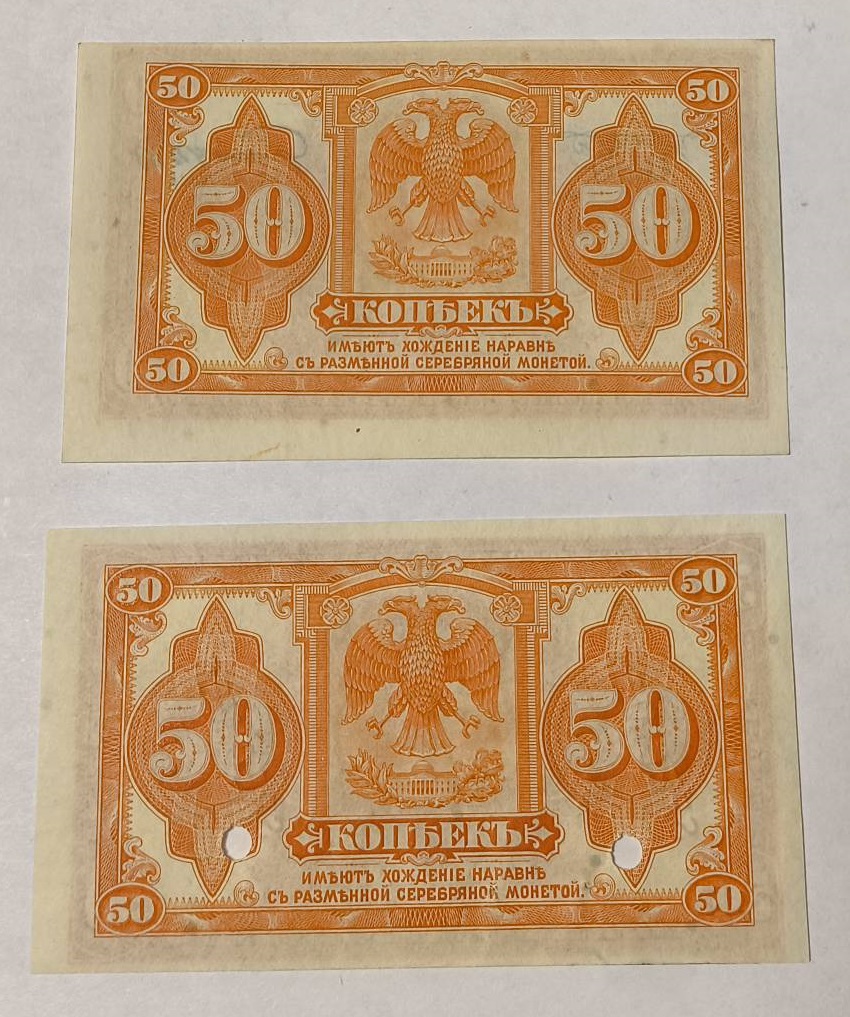 50 50
50 50
КОПѢЕКЪ
ИМѢЮТЪ ХОЖДЕНІЕ НАРАВНѢ
СЪ РАЗМѢННОЙ СЕРЕБРЯНОЙ МОНЕТОЙ.
50 50
50 50
50 50
КОПѢЕКЪ
ИМѢЮТЪ ХОЖДЕНІЕ НАРАВНѢ
СЪ РАЗМѢННОЙ СЕРЕБРЯНОЙ МОНЕТОЙ.
50 50